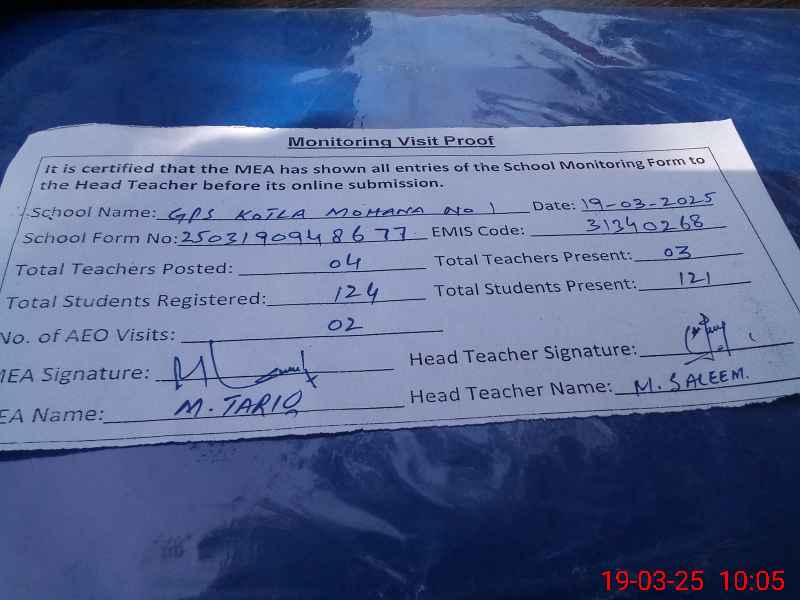 Monitoring Visit Proof
It is certified that the MEA has shown all entries of the School Monitoring Form to
the Head Teacher before its online submission.
School Name: GPS KOTLA MOHANA NO 1 Date: 19-03-2025
School Form No: 2503190948677 EMIS Code: 31340268
Total Teachers Posted: 04 Total Teachers Present: 03
Total Students Registered: 124 Total Students Present: 121
No. of AEO Visits: 02
MEA Signature: Head Teacher Signature:
EA Name: M. TARIQ Head Teacher Name: M. SALEEM.
19-03-25 10:05